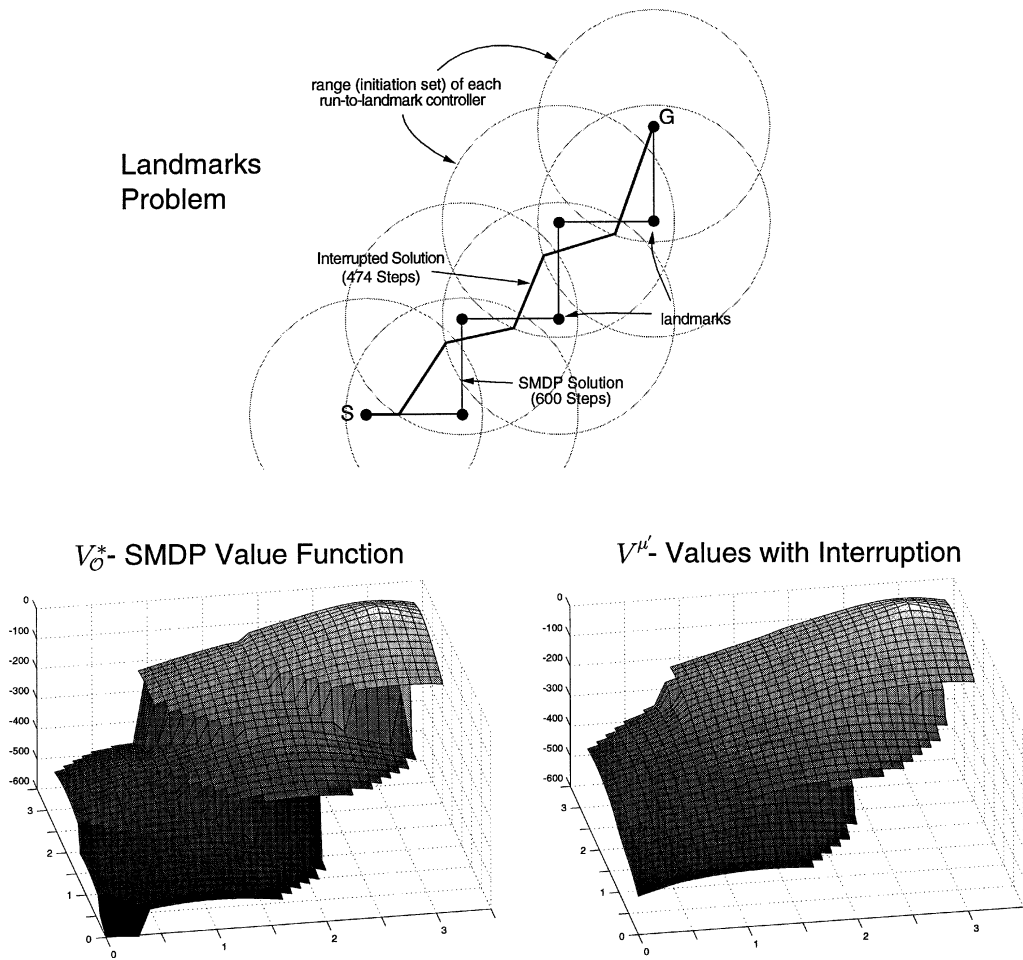 range (initiation set) of each
run-to-landmark controller
G
Landmarks
Problem
Interrupted Solution
(474 Steps)
landmarks
SMDP Solution
(600 Steps)
S
V*O- SMDP Value Function
Vμ′- Values with Interruption
0
-100
-200
-300
-400
-500
-600
3
2
1
0
0
1
2
3
0
-100
-200
-300
-400
-500
-600
3
2
1
0
0
1
2
3